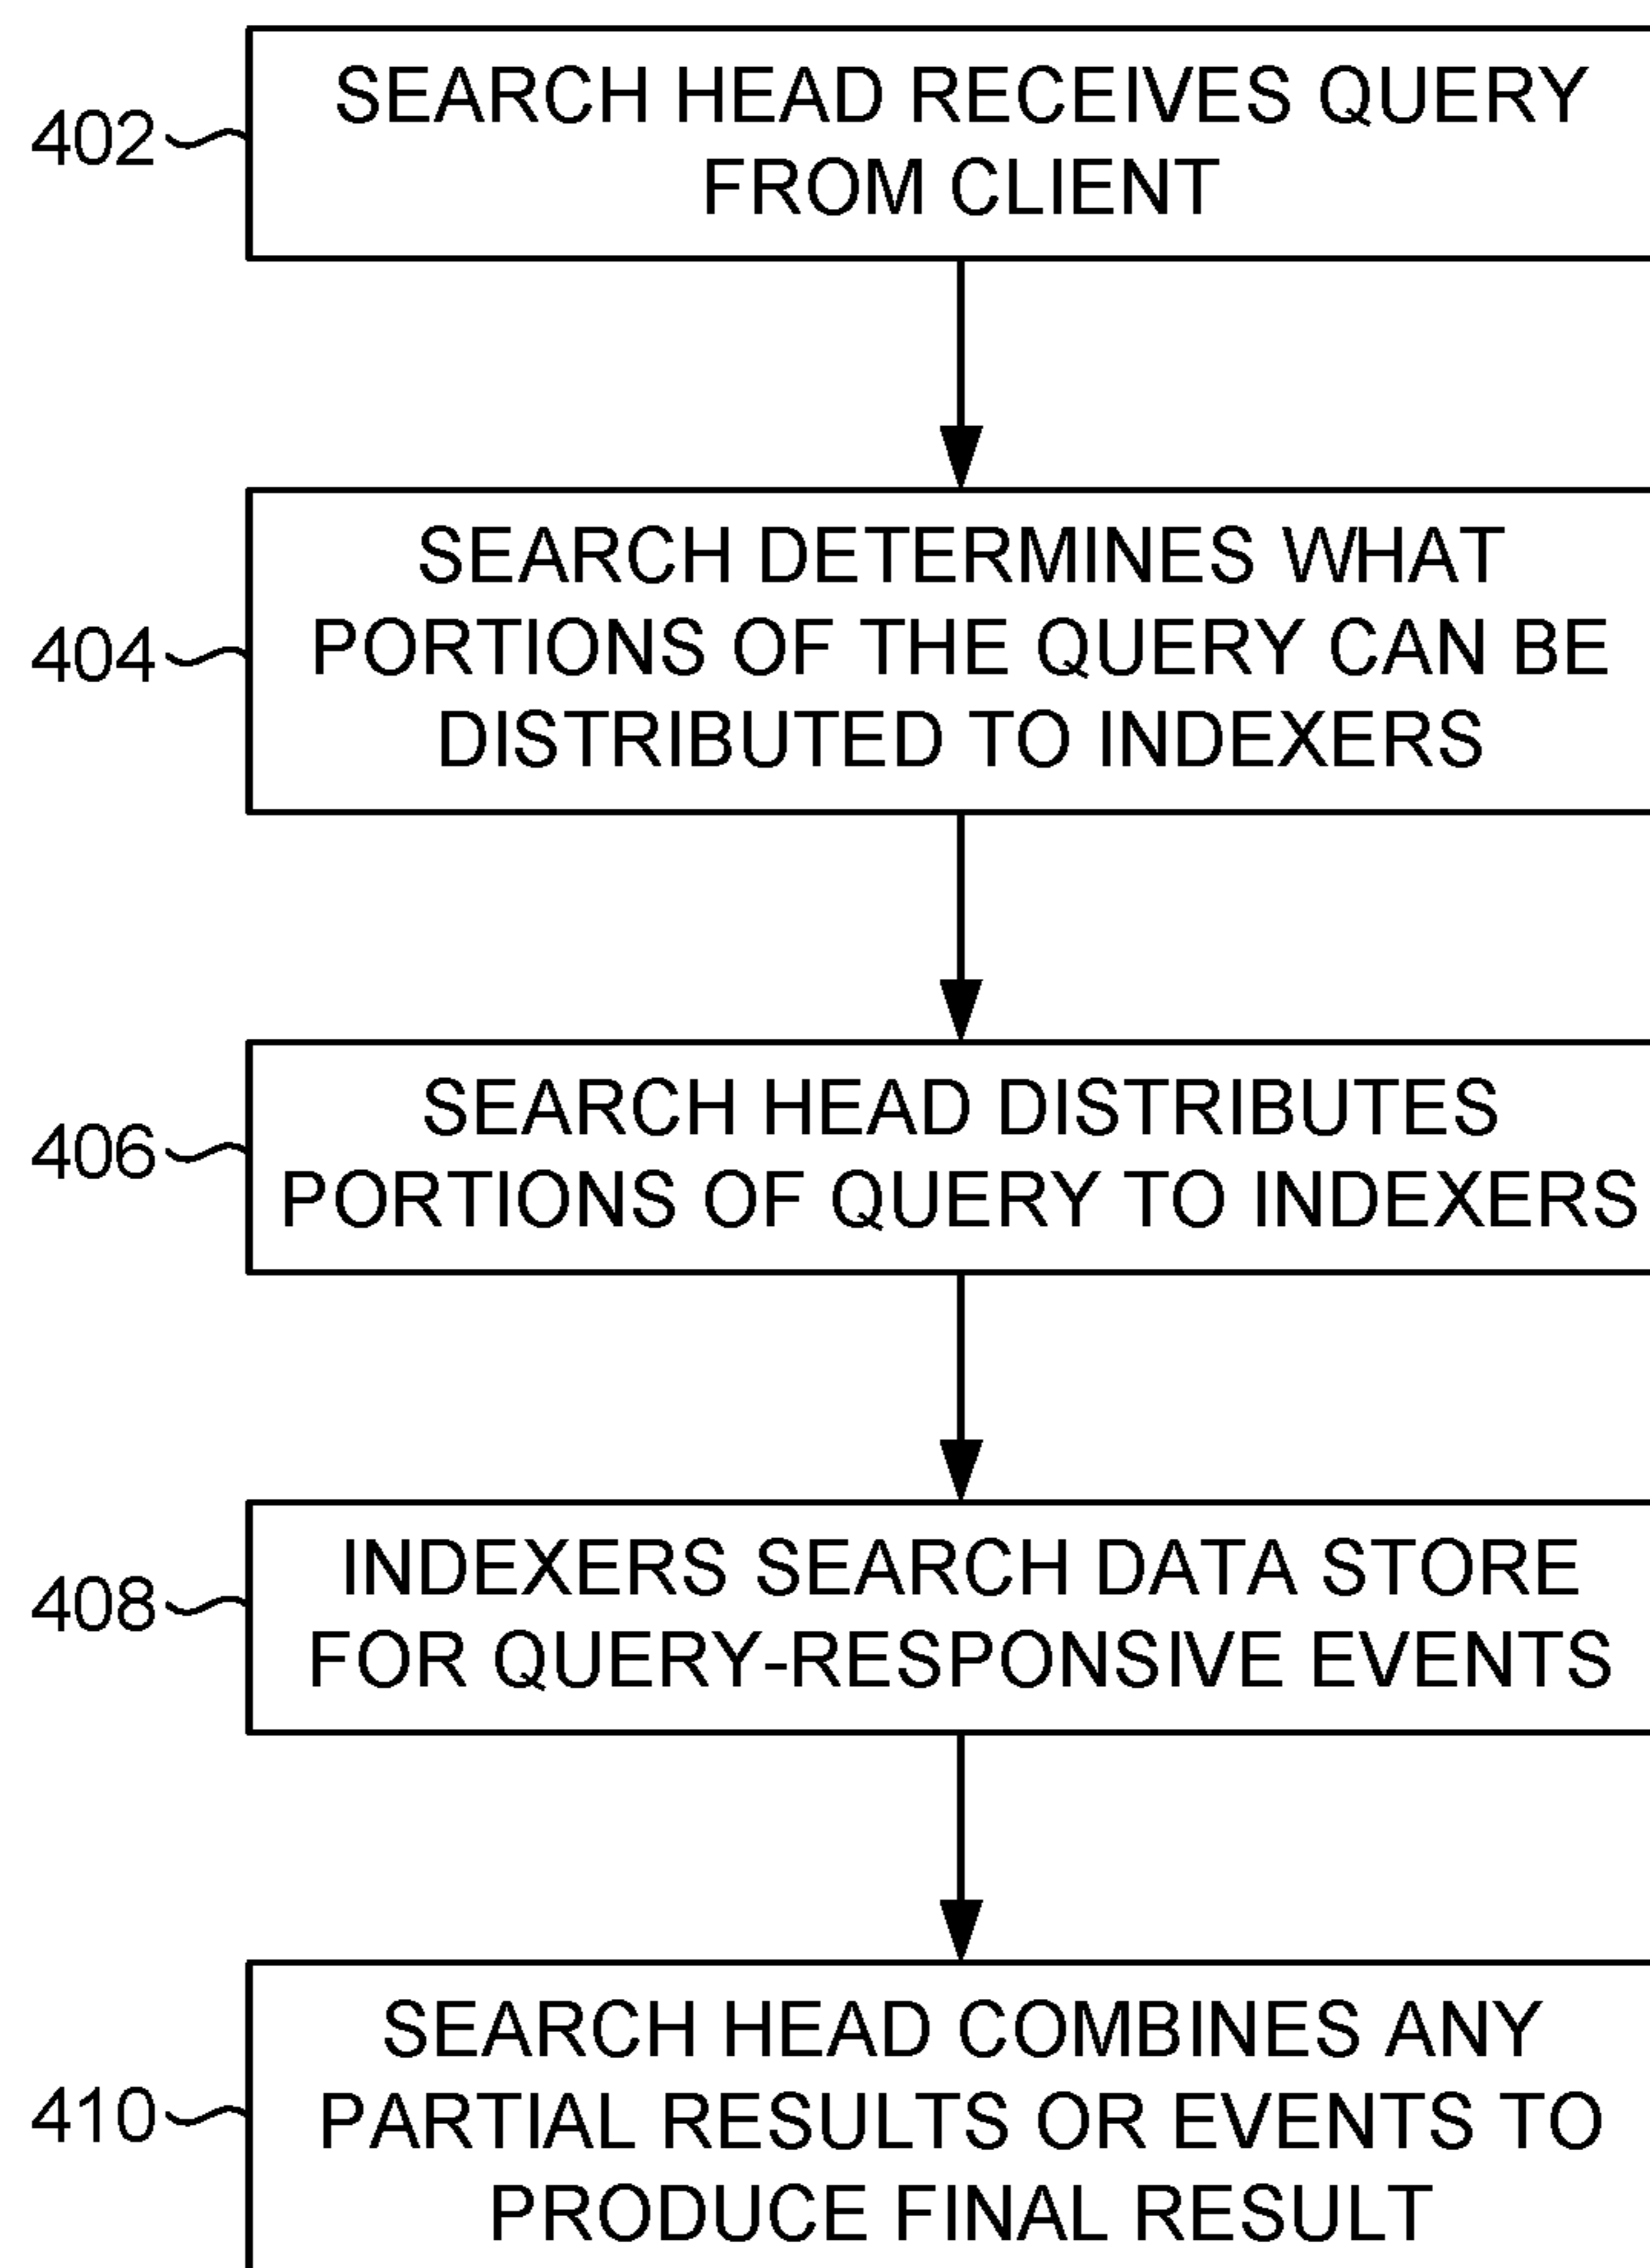 SEARCH HEAD RECEIVES QUERY
402
FROM CLIENT
SEARCH DETERMINES WHAT
404
PORTIONS OF THE QUERY CAN BE
DISTRIBUTED TO INDEXERS
SEARCH HEAD DISTRIBUTES
406
PORTIONS OF QUERY TO INDEXERS
INDEXERS SEARCH DATA STORE
408
FOR QUERY-RESPONSIVE EVENTS
SEARCH HEAD COMBINES ANY
410
PARTIAL RESULTS OR EVENTS TO
PRODUCE FINAL RESULT